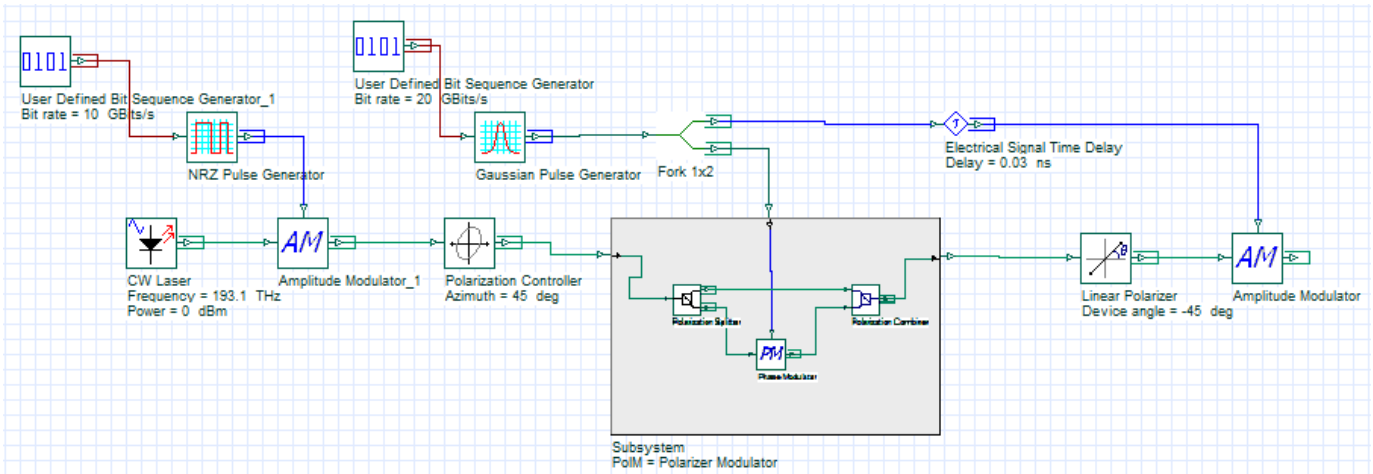 0101
User Defined Bit Sequence Generator_1
Bit rate = 10 GBits/s
0101
User Defined Bit Sequence Generator
Bit rate = 20 GBits/s
NRZ Pulse Generator
Gaussian Pulse Generator
Fork 1x2
τ
Electrical Signal Time Delay
Delay = 0.03 ns
CW Laser
Frequency = 193.1 THz
Power = 0 dBm
AM
Amplitude Modulator_1
Polarization Controller
Azimuth = 45 deg
Polarization Splitter
PM
Phase Modulator
Polarization Combiner
Subsystem
PolM = Polarizer Modulator
θ
Linear Polarizer
Device angle = -45 deg
AM
Amplitude Modulator